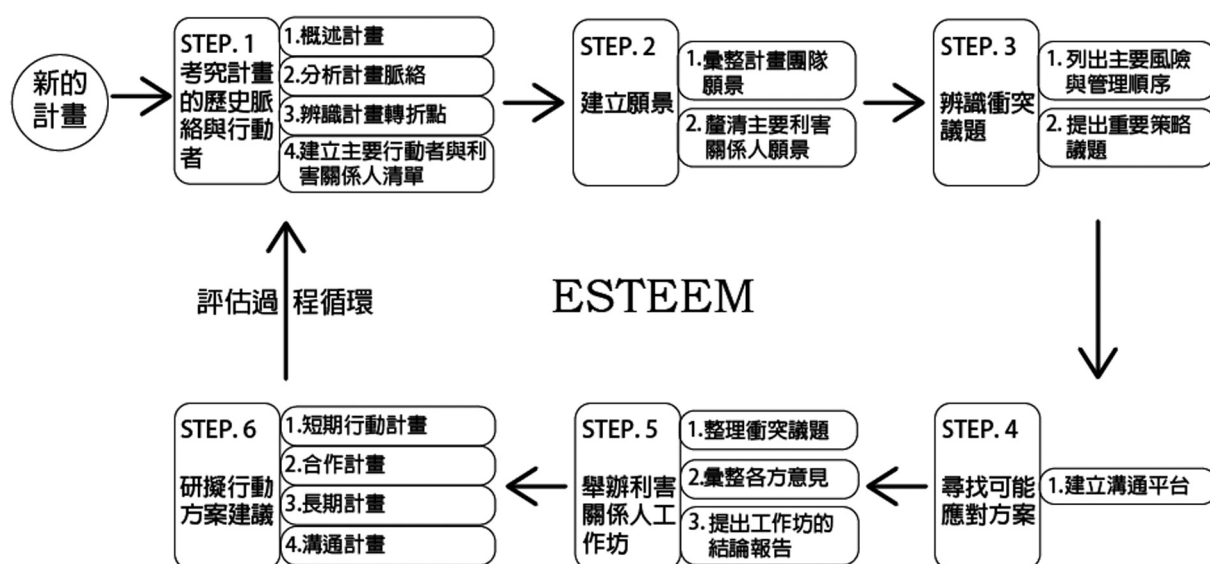 新的
計畫
STEP. 1
考究計畫
的歷史脈
絡與行動
者
1.概述計畫
2.分析計畫脈絡
3.辨識計畫轉折點
4.建立主要行動者與利
害關係人清單
STEP. 2
建立願景
1.彙整計畫團隊
願景
2.釐清主要利害
關係人願景
STEP. 3
辨識衝突
議題
1.列出主要風險
與管理順序
2.提出重要策略
議題
評估過 程循環
ESTEEM
STEP. 6
研擬行動
方案建議
1.短期行動計畫
2.合作計畫
3.長期計畫
4.溝通計畫
STEP. 5
舉辦利害
關係人工
作坊
1.整理衝突議題
2.彙整各方意見
3.提出工作坊的
結論報告
STEP. 4
尋找可能
應對方案
1.建立溝通平台